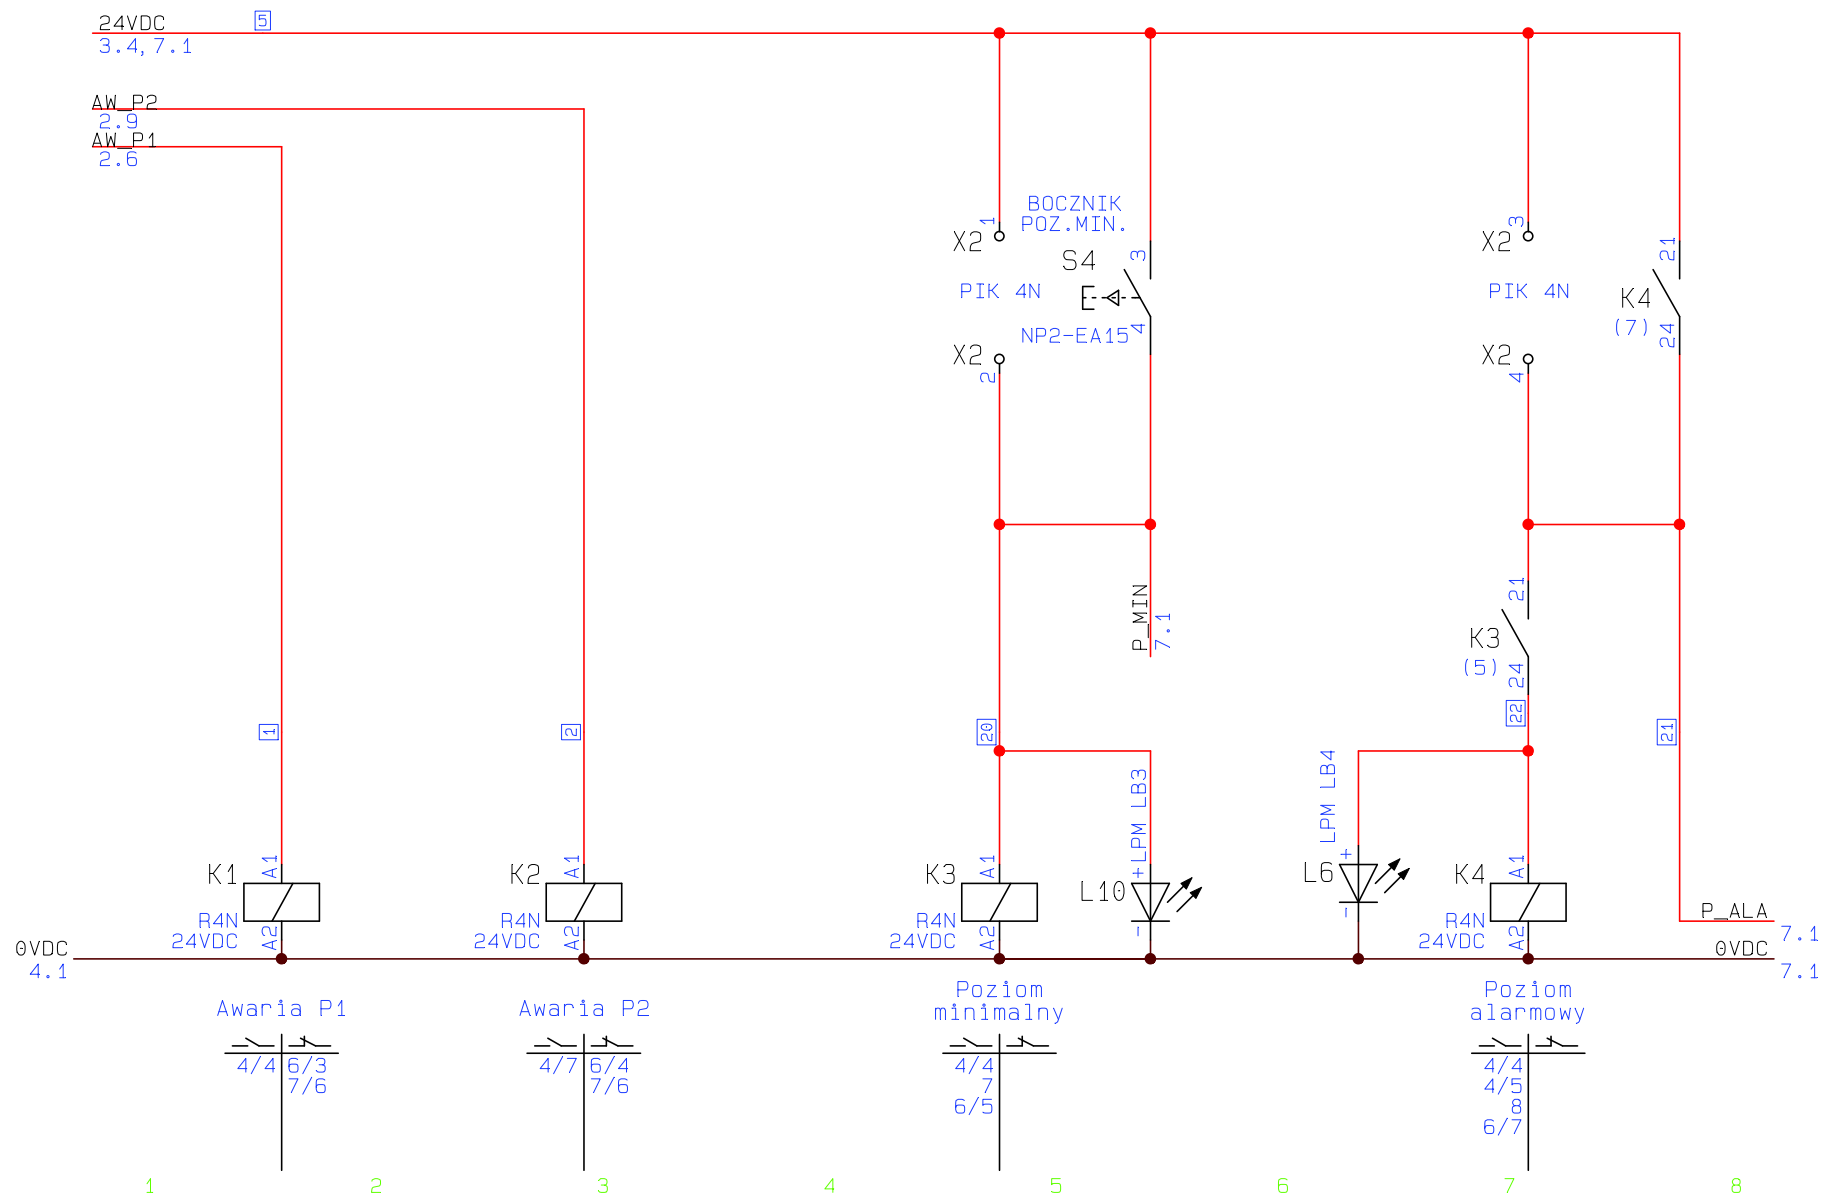 24VDC
5
3.4,7.1
AW_P2
2.9
AW_P1
2.6
BOCZNIK
POZ.MIN.
1
X2
S4
3
PIK 4N
NP2-EA15
4
X2
2
3
X2
PIK 4N
X2
4
21
K4
(7)
24
P_MIN
7.1
21
K3
(5)
24
1
2
20
22
21
LPM LB3
LPM LB4
K1
A1
R4N
24VDC
A2
K2
A1
R4N
24VDC
A2
K3
A1
R4N
24VDC
A2
+
L10
-
+
L6
-
K4
A1
R4N
24VDC
A2
P_ALA
7.1
0VDC
4.1
0VDC
7.1
Awaria P1
Awaria P2
Poziom
minimalny
Poziom
alarmowy
4/4 6/3
7/6
4/7 6/4
7/6
4/4
7
6/5
4/4
4/5
8
6/7
1 2 3 4 5 6 7 8